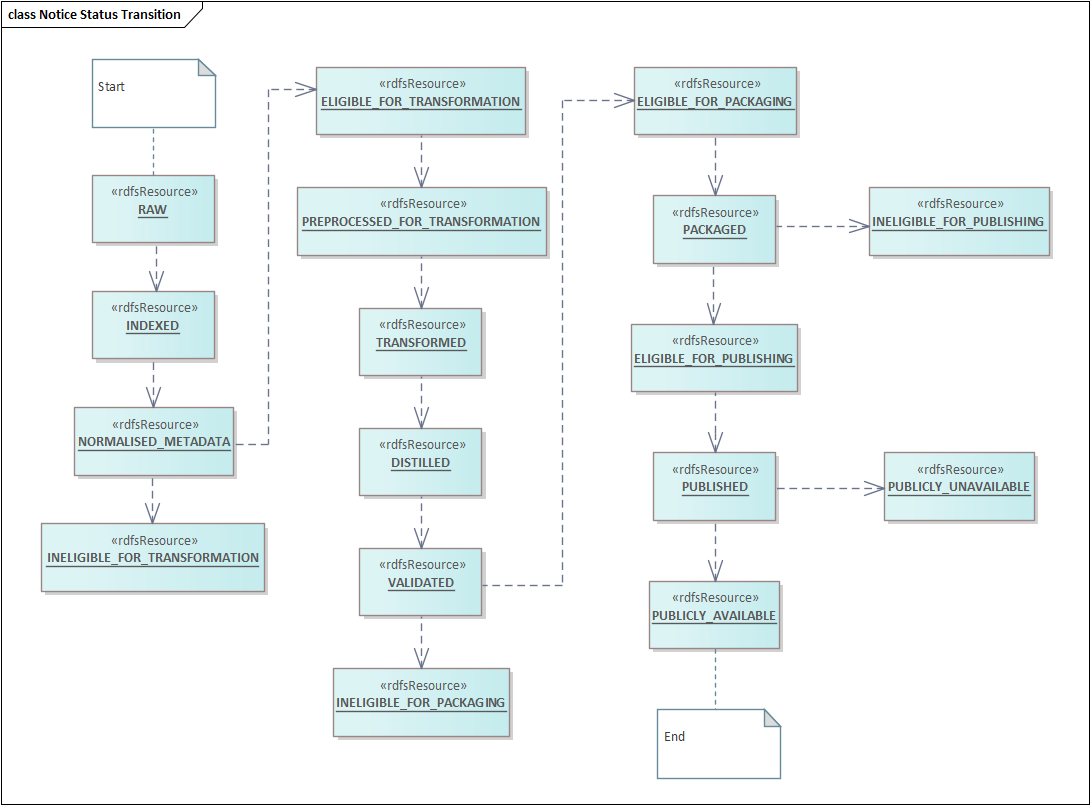 class Notice Status Transition
Start
«rdfsResource»
RAW
«rdfsResource»
INDEXED
«rdfsResource»
NORMALISED_METADATA
«rdfsResource»
INELIGIBLE_FOR_TRANSFORMATION
«rdfsResource»
ELIGIBLE_FOR_TRANSFORMATION
«rdfsResource»
PREPROCESSED_FOR_TRANSFORMATION
«rdfsResource»
TRANSFORMED
«rdfsResource»
DISTILLED
«rdfsResource»
VALIDATED
«rdfsResource»
INELIGIBLE_FOR_PACKAGING
«rdfsResource»
ELIGIBLE_FOR_PACKAGING
«rdfsResource»
PACKAGED
«rdfsResource»
INELIGIBLE_FOR_PUBLISHING
«rdfsResource»
ELIGIBLE_FOR_PUBLISHING
«rdfsResource»
PUBLISHED
«rdfsResource»
PUBLICLY_UNAVAILABLE
«rdfsResource»
PUBLICLY_AVAILABLE
End